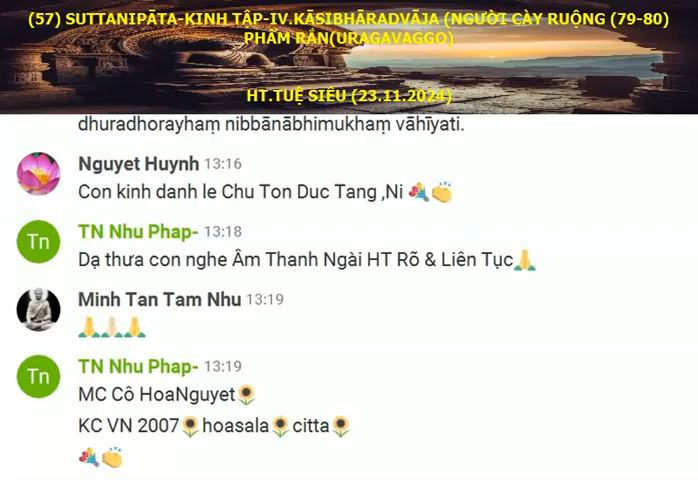 (57) SUTTANIPĀTA-KINH TẬP-IV.KĀSIBHĀRADVĀJA (NGƯỜI CÀY RUỘNG (79-80)
PHẨM RẮN(URAGAVAGGO)
HT.TUỆ SIÊU (23.11.2024)
dhuradhorayhaṃ nibbānābhimukhaṃ vāhīyati.
Nguyet Huynh 13:16
Con kinh danh le Chu Ton Duc Tang ,Ni 💐👏
Tn
TN Nhu Phap- 13:18
Dạ thưa con nghe Âm Thanh Ngài HT Rõ & Liên Tục🙏
Minh Tan Tam Nhu 13:19
🙏🙏🏻🙏
Tn
TN Nhu Phap- 13:19
MC Cô HoaNguyet🌻
KC VN 2007🌻hoasala🌻citta🌻
💐👏